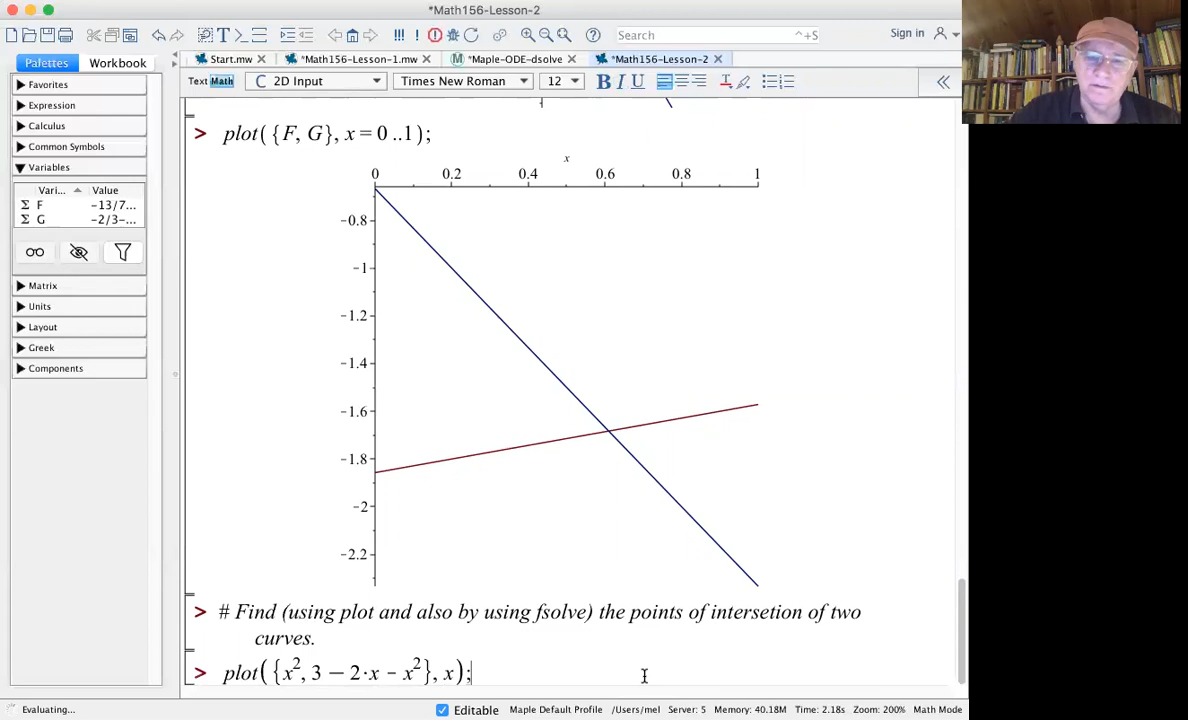 *Math156-Lesson-2
Search
^+S
Sign in
Palettes
Workbook
Start.mw
*Math156-Lesson-1.mw
*Maple-ODE-dsolve
*Math156-Lesson-2
Text
Math
C 2D Input
Times New Roman
12
B I U
T
Favorites
Expression
Calculus
Common Symbols
Variables
Vari...
Value
Σ F
-13/7...
Σ G
-2/3-...
Matrix
Units
Layout
Greek
Components
> plot({F, G}, x = 0 ..1);
x
0 0.2 0.4 0.6 0.8 1
-0.8
-1
-1.2
-1.4
-1.6
-1.8
-2
-2.2
> # Find (using plot and also by using fsolve) the points of intersetion of two
curves.
> plot({x², 3 − 2·x − x²}, x);
Evaluating...
Editable
Maple Default Profile
/Users/mel
Server: 5
Memory: 40.18M
Time: 2.18s
Zoom: 200%
Math Mode